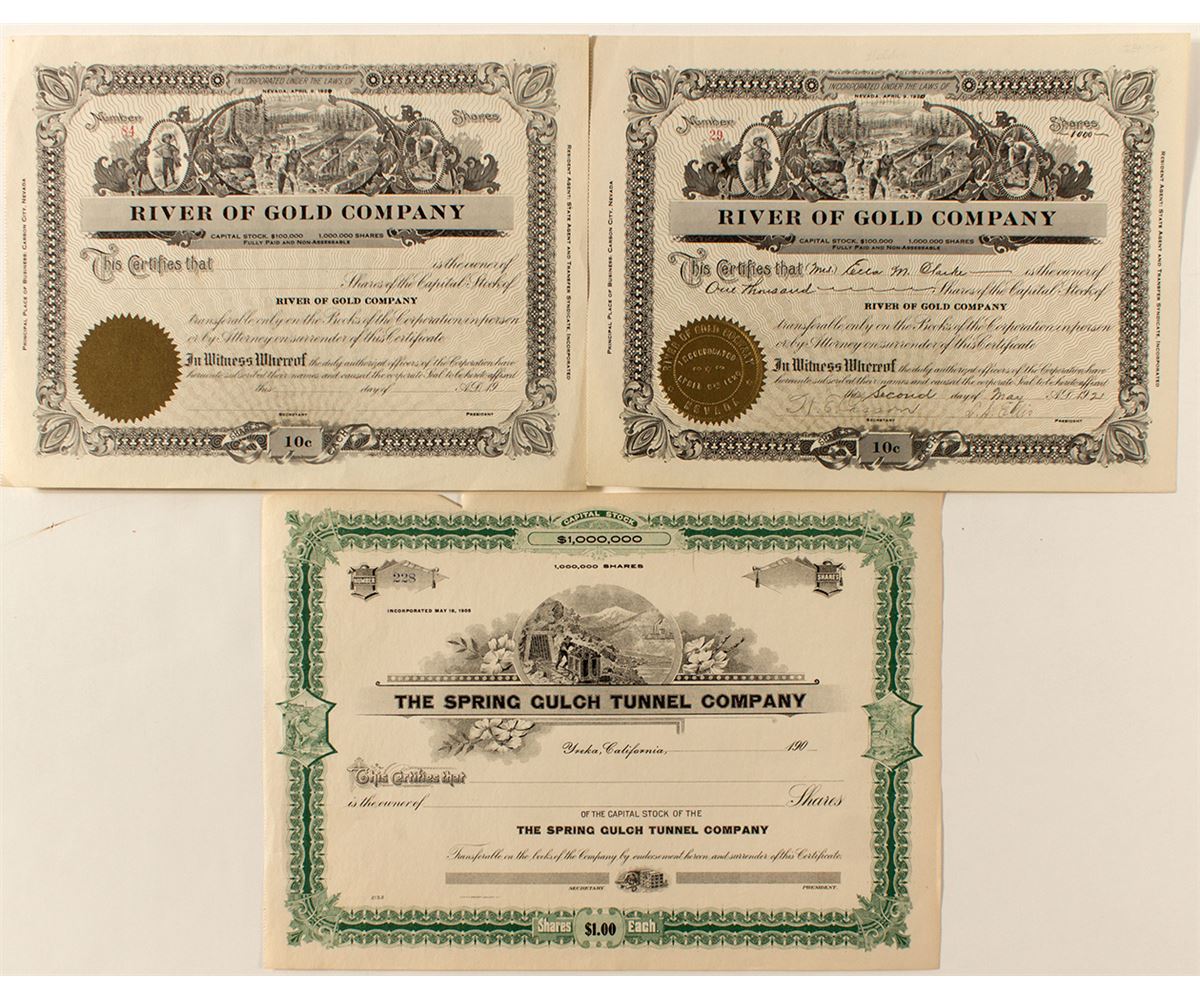 INCORPORATED UNDER THE LAWS OF
NEVADA, APRIL 9, 1920
Number
84
Shares
RIVER OF GOLD COMPANY
CAPITAL STOCK, $100,000 1,000,000 SHARES
FULLY PAID AND NON-ASSESSABLE
This Certifies that is the owner of
Shares of the Capital Stock of
RIVER OF GOLD COMPANY
transferable only on the Books of the Corporation in person
or by Attorney on surrender of this Certificate
In Witness Whereof the duly authorized officers of the Corporation have
hereunto subscribed their names and caused the corporate Seal to be hereto affixed
this day of A.D. 19
SECRETARY PRESIDENT
10c
PRINCIPAL PLACE OF BUSINESS: CARSON CITY, NEVADA
RESIDENT AGENT: STATE AGENT AND TRANSFER SYNDICATE, INCORPORATED
INCORPORATED UNDER THE LAWS OF
NEVADA, APRIL 9, 1920
Number
29
Shares
1000
RIVER OF GOLD COMPANY
CAPITAL STOCK, $100,000 1,000,000 SHARES
FULLY PAID AND NON-ASSESSABLE
This Certifies that (Mrs) Ella M. Clarke is the owner of
One Thousand Shares of the Capital Stock of
RIVER OF GOLD COMPANY
transferable only on the Books of the Corporation in person
or by Attorney on surrender of this Certificate
In Witness Whereof the duly authorized officers of the Corporation have
hereunto subscribed their names and caused the corporate Seal to be hereto affixed
this Second day of May A.D. 1921
SECRETARY PRESIDENT
10c
RIVER OF GOLD COMPANY
INCORPORATED
NEVADA
PRINCIPAL PLACE OF BUSINESS: CARSON CITY, NEVADA
RESIDENT AGENT: STATE AGENT AND TRANSFER SYNDICATE, INCORPORATED
CAPITAL STOCK
$1,000,000
1,000,000 SHARES
NUMBER 228 SHARES
INCORPORATED MAY 18, 1905
THE SPRING GULCH TUNNEL COMPANY
Yreka, California, 190
This Certifies that
is the owner of Shares
OF THE CAPITAL STOCK OF THE
THE SPRING GULCH TUNNEL COMPANY
Transferable on the books of the Company by endorsement hereon and surrender of this Certificate.
SECRETARY. PRESIDENT.
Shares $1.00 Each.